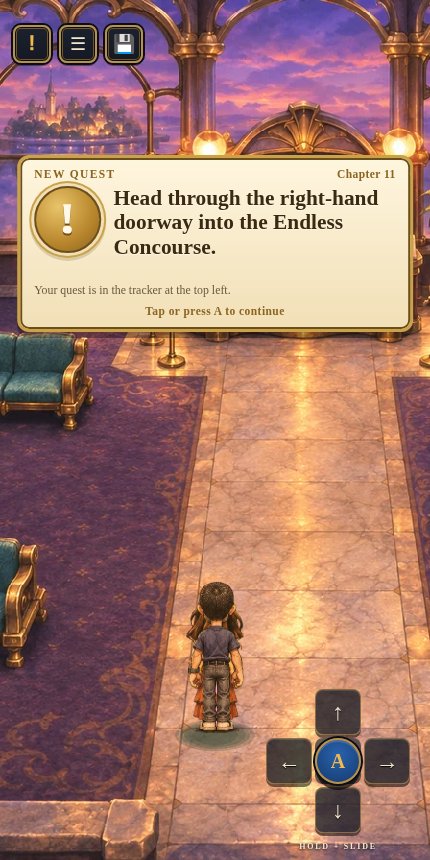 NEW QUEST
Chapter 11
Head through the right-hand
doorway into the Endless
Concourse.
Your quest is in the tracker at the top left.
Tap or press A to continue
A
HOLD + SLIDE